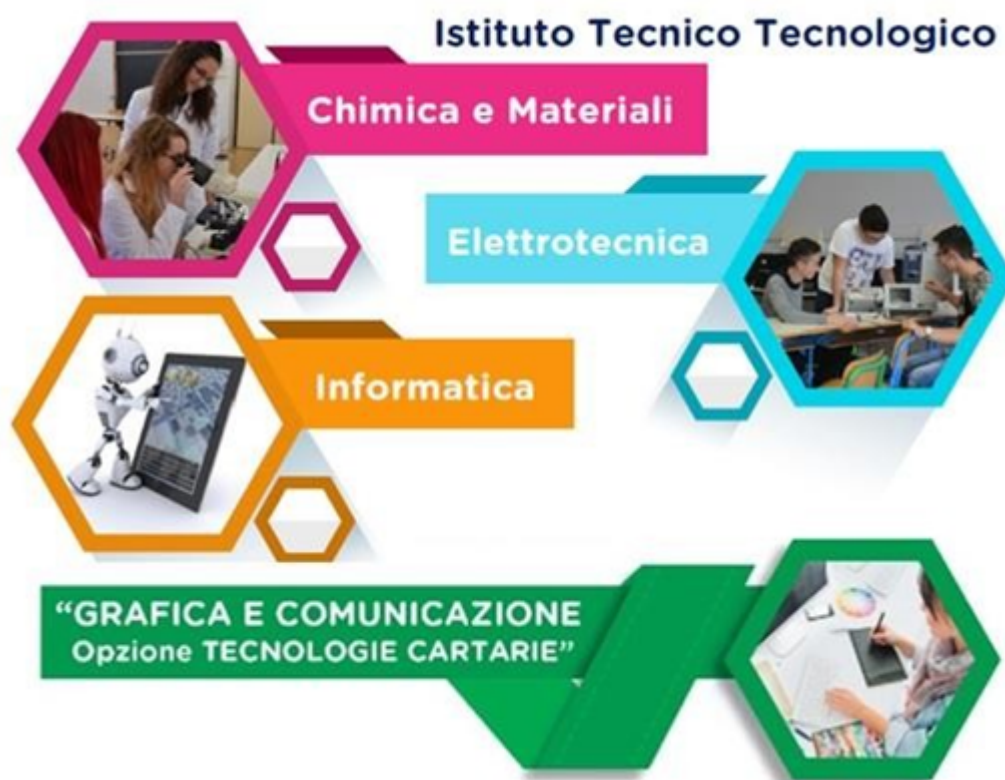 Istituto Tecnico Tecnologico
Chimica e Materiali
Elettrotecnica
Informatica
“GRAFICA E COMUNICAZIONE
Opzione TECNOLOGIE CARTARIE”